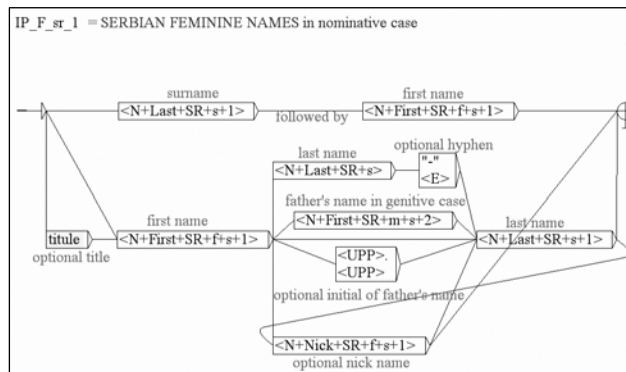 IP_F_sr_1 = SERBIAN FEMININE NAMES in nominative case
surname
first name
<N+Last+SR+s+1>
followed by
<N+First+SR+f+s+1>
last name
optional hyphen
<N+Last+SR+s>
"-"
<E>
father's name in genitive case
first name
<N+First+SR+m+s+2>
last name
titule
<N+First+SR+f+s+1>
<N+Last+SR+s+1>
optional title
<UPP>.
<UPP>
optional initial of father's name
<N+Nick+SR+f+s+1>
optional nick name